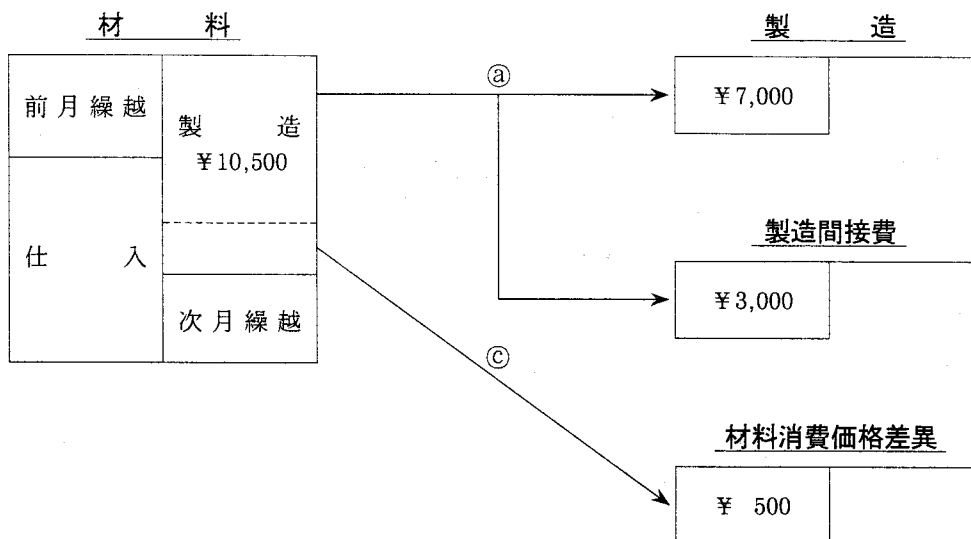 材料
前月繰越
仕入
製造
¥10,500
次月繰越
ⓐ
ⓒ
製造
¥7,000
製造間接費
¥3,000
材料消費価格差異
¥ 500